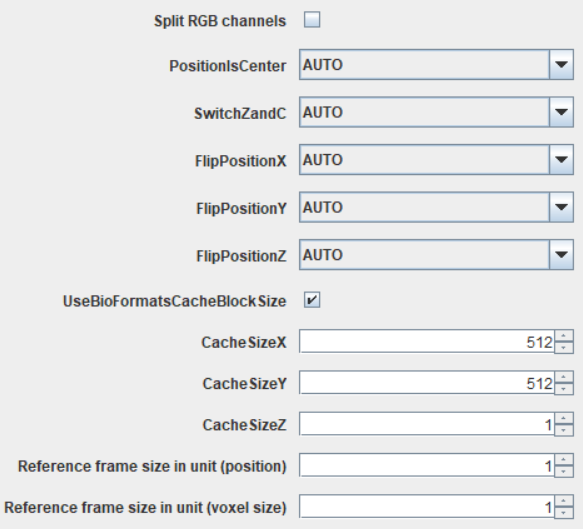 Split RGB channels
PositionIsCenter AUTO
SwitchZandC AUTO
FlipPositionX AUTO
FlipPositionY AUTO
FlipPositionZ AUTO
UseBioFormatsCacheBlockSize
CacheSizeX 512
CacheSizeY 512
CacheSizeZ 1
Reference frame size in unit (position) 1
Reference frame size in unit (voxel size) 1